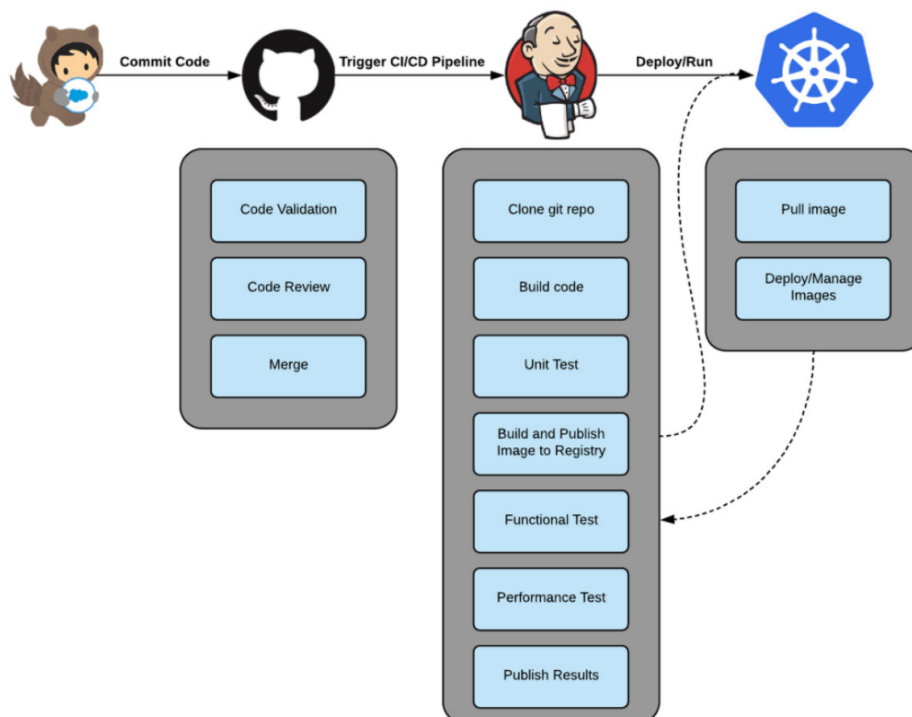 Commit Code
Trigger CI/CD Pipeline
Deploy/Run
Code Validation
Code Review
Merge
Clone git repo
Build code
Unit Test
Build and Publish
Image to Registry
Functional Test
Performance Test
Publish Results
Pull image
Deploy/Manage
Images